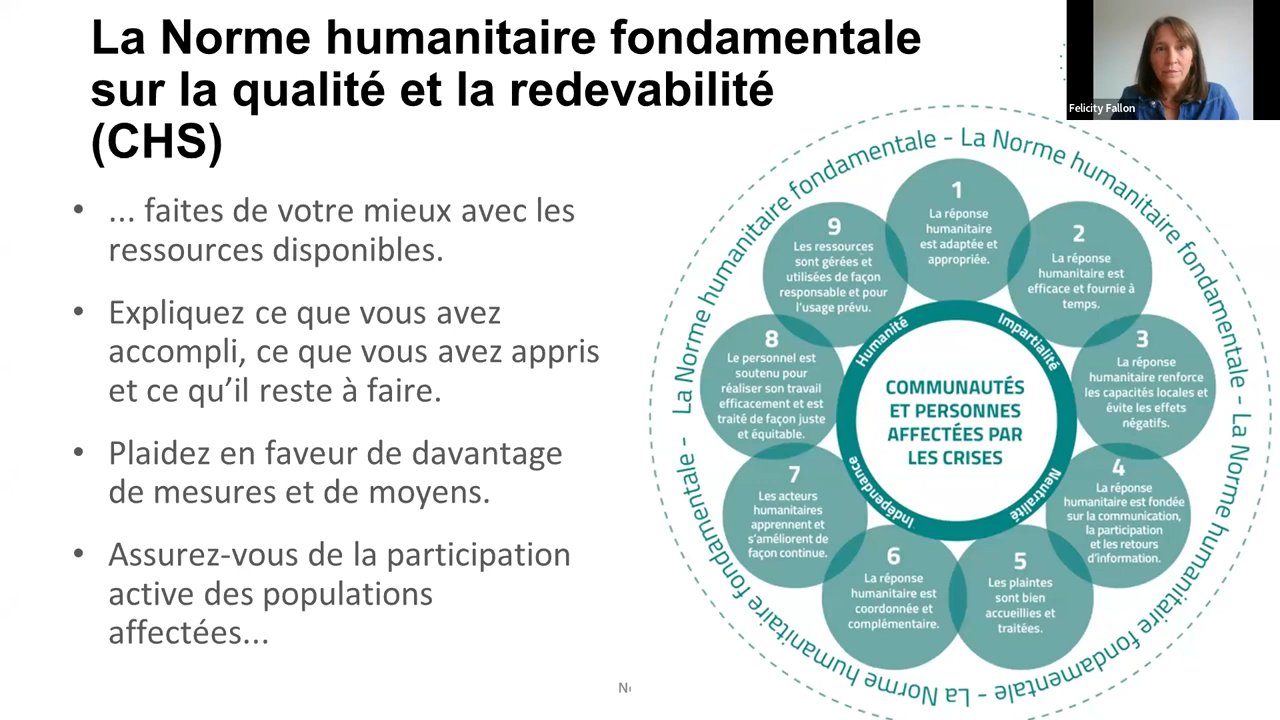 La Norme humanitaire fondamentale
sur la qualité et la redevabilité
(CHS)
• ... faites de votre mieux avec les
ressources disponibles.
• Expliquez ce que vous avez
accompli, ce que vous avez appris
et ce qu’il reste à faire.
• Plaidez en faveur de davantage
de mesures et de moyens.
• Assurez-vous de la participation
active des populations
affectées...
Felicity Fallon
La Norme humanitaire fondamentale - La Norme humanitaire fondamentale - La Norme humanitaire fondamentale - La Norme humanitaire fondamentale -
1
La réponse
humanitaire
est adaptée et
appropriée.
2
La réponse
humanitaire est
efficace et fournie à
temps.
3
La réponse
humanitaire renforce
les capacités locales et
évite les effets
négatifs.
4
La réponse
humanitaire est fondée
sur la communication,
la participation
et les retours
d’information.
5
Les plaintes
sont bien
accueillies et
traitées.
6
La réponse
humanitaire est
coordonnée et
complémentaire.
7
Les acteurs
humanitaires
apprennent et
s’améliorent de
façon continue.
8
Le personnel est
soutenu pour
réaliser son travail
efficacement et est
traité de façon juste
et équitable.
9
Les ressources
sont gérées et
utilisées de façon
responsable et pour
l’usage prévu.
Humanité
Impartialité
Neutralité
Indépendance
COMMUNAUTÉS
ET PERSONNES
AFFECTÉES PAR
LES CRISES